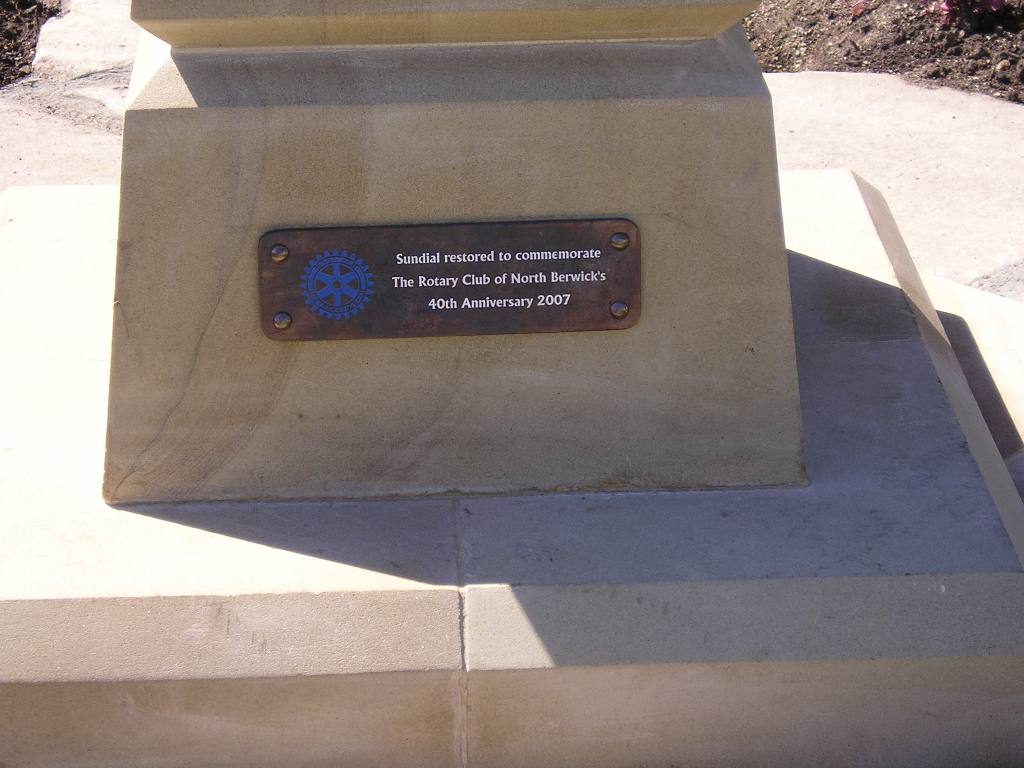 Sundial restored to commemorate
The Rotary Club of North Berwick's
40th Anniversary 2007